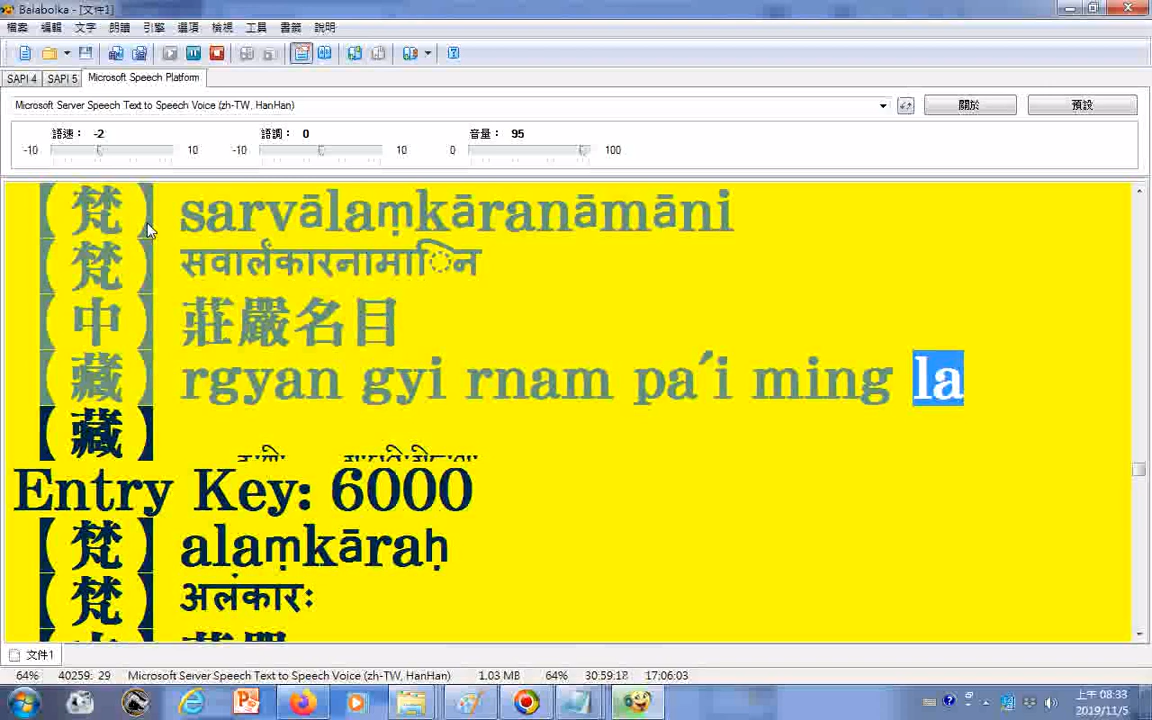 Balabolka - [文件1]
檔案 編輯 文字 朗讀 引擎 選項 檢視 工具 書籤 說明
SAPI 4 SAPI 5 Microsoft Speech Platform
Microsoft Server Speech Text to Speech Voice (zh-TW, HanHan) 關於 預設
語速： -2 語調： 0 音量： 95
-10 10 -10 10 0 100
【梵】 sarvālaṃkāranāmāni
【梵】 सवार्लंकारनामािन
【中】 莊嚴名目
【藏】 rgyan gyi rnam pa´i ming la
【藏】
Entry Key: 6000
【梵】 alaṃkāraḥ
【梵】 अलंकारः
文件1
64% 40259: 29 Microsoft Server Speech Text to Speech Voice (zh-TW, HanHan) 1.03 MB 64% 30:59:18 17:06:03
上午 08:33
2019/11/5